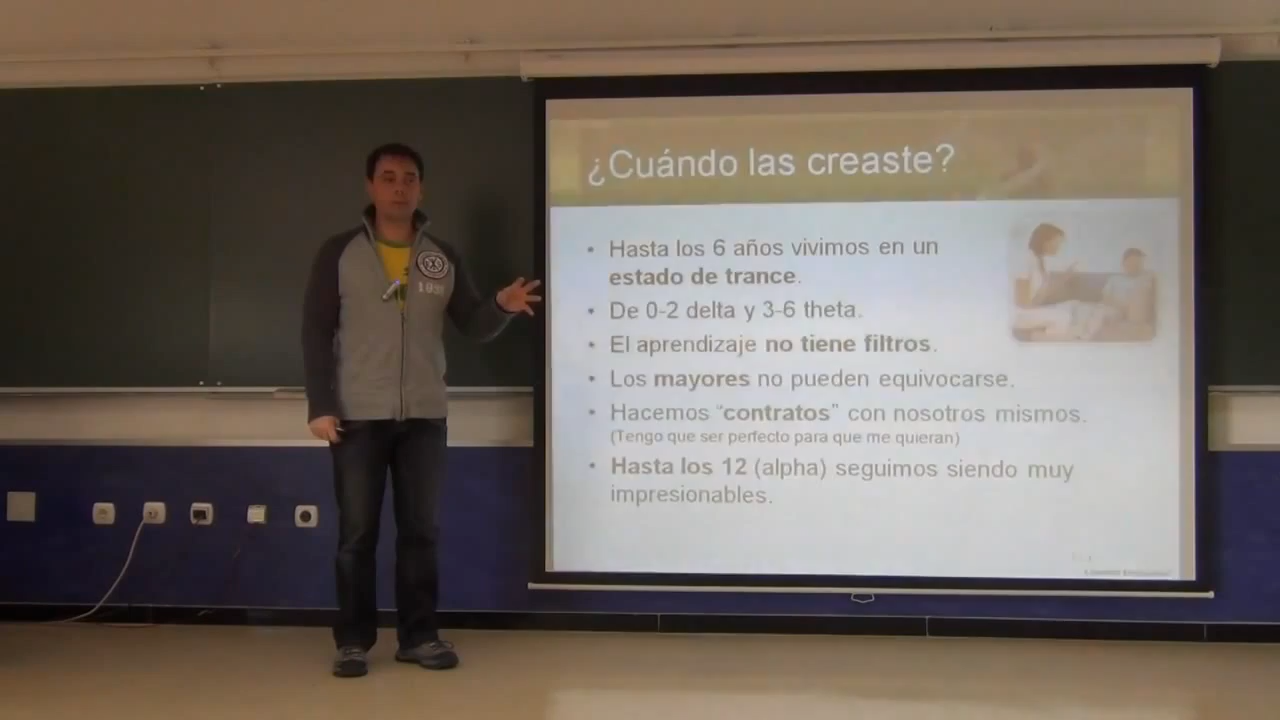 ¿Cuándo las creaste?
• Hasta los 6 años vivimos en un
estado de trance.
• De 0-2 delta y 3-6 theta.
• El aprendizaje no tiene filtros.
• Los mayores no pueden equivocarse.
• Hacemos “contratos” con nosotros mismos.
(Tengo que ser perfecto para que me quieran)
• Hasta los 12 (alpha) seguimos siendo muy
impresionables.